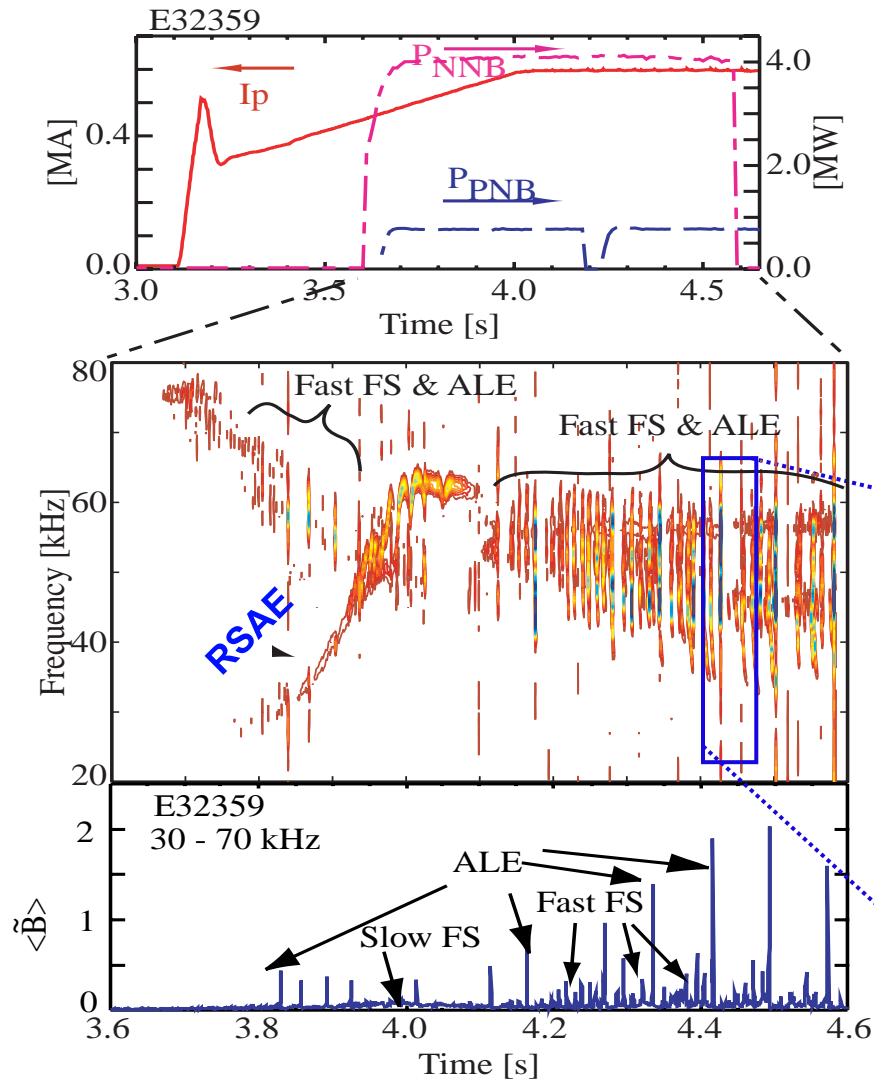 E32359
P NNB
Ip
P PNB
[MA]
0.4
0.0
[MW]
4.0
2.0
0.0
3.0 3.5 4.0 4.5
Time [s]
80
60
40
20
Frequency [kHz]
Fast FS & ALE
Fast FS & ALE
RSAE
E32359
30 - 70 kHz
2
1
0
<B̃>
ALE
Slow FS
Fast FS
3.6 3.8 4.0 4.2 4.4 4.6
Time [s]